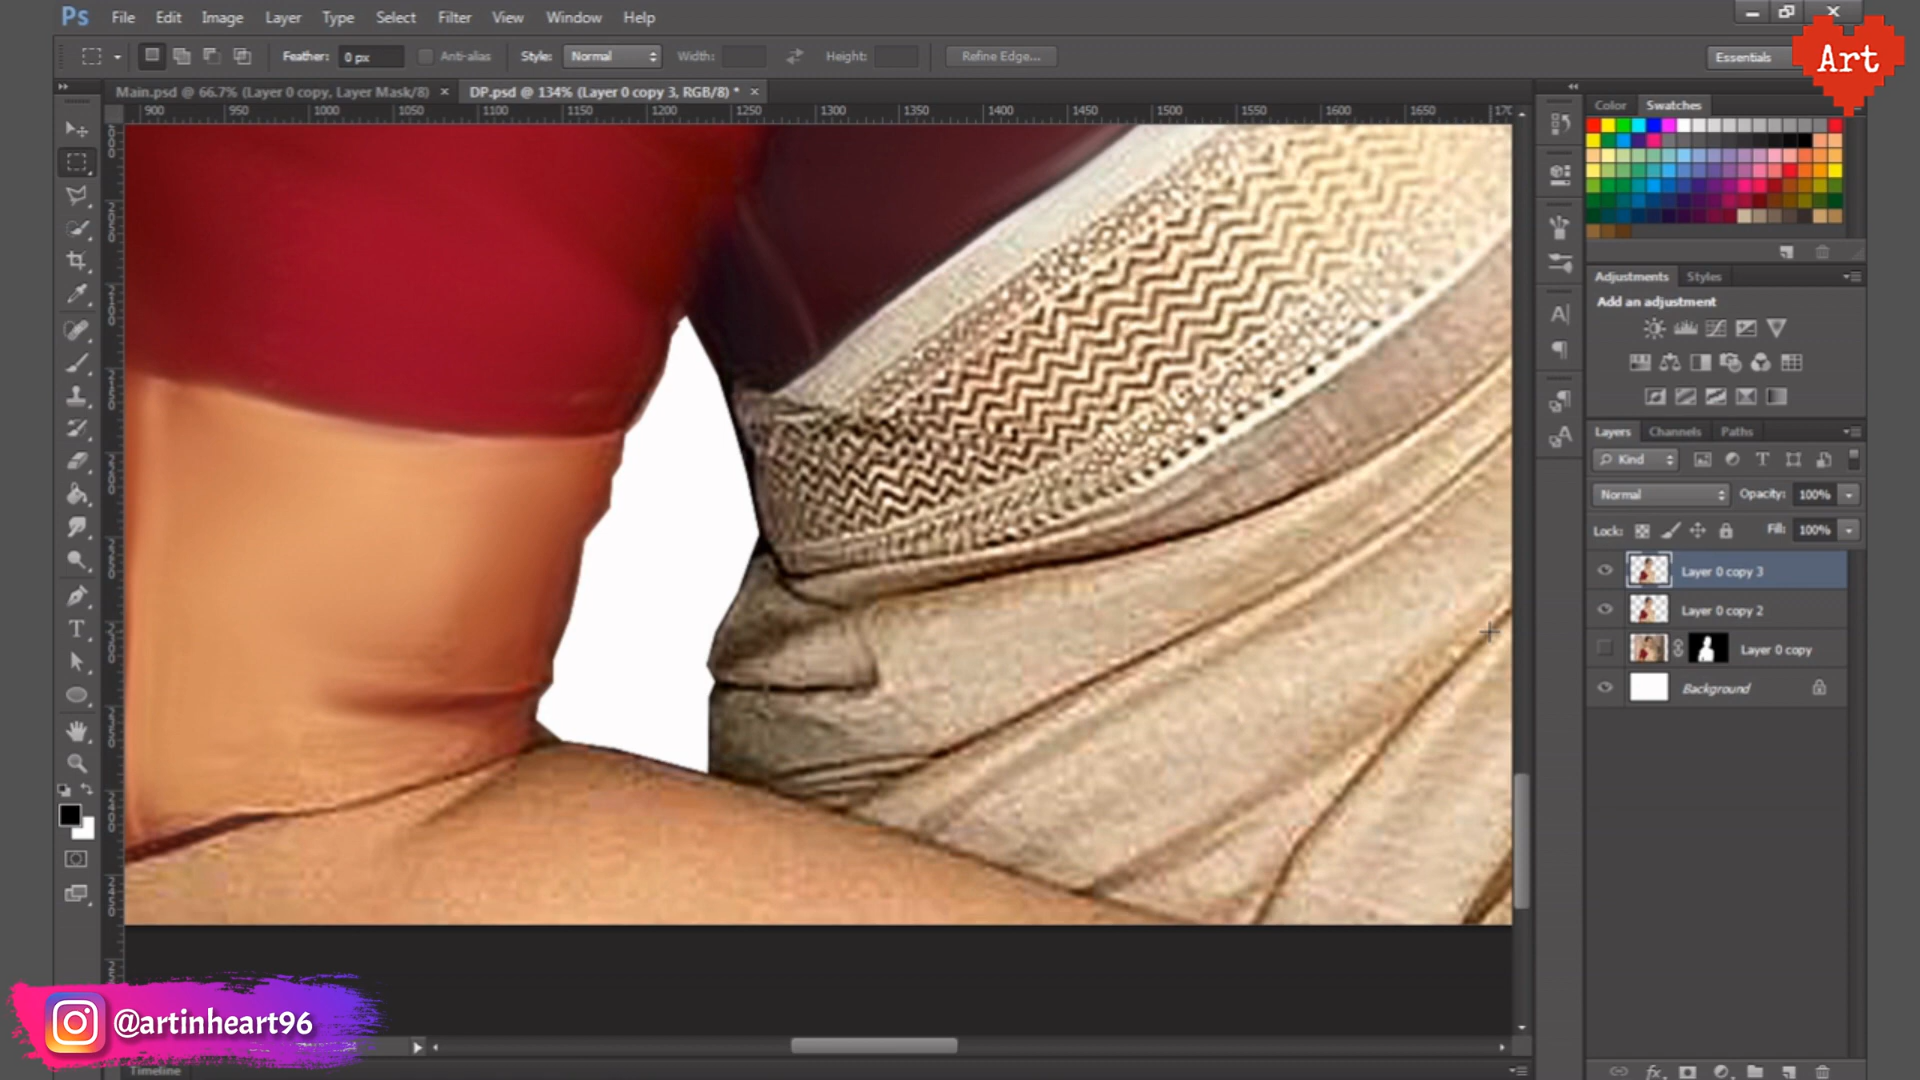 Ps File Edit Image Layer Type Select Filter View Window Help
Feather: 0 px Anti-alias Style: Normal Width: Height: Refine Edge... Essentials
Art
Main.psd @ 66.7% (Layer 0 copy, Layer Mask/8) × DP.psd @ 134% (Layer 0 copy 3, RGB/8) * ×
900 950 1000 1050 1100 1150 1200 1250 1300 1350 1400 1450 1500 1550 1600 1650
Color Swatches
Adjustments Styles
Add an adjustment
Layers Channels Paths
Kind
Normal Opacity: 100%
Lock: Fill: 100%
Layer 0 copy 3
Layer 0 copy 2
Layer 0 copy
Background
@artinheart96
Timeline